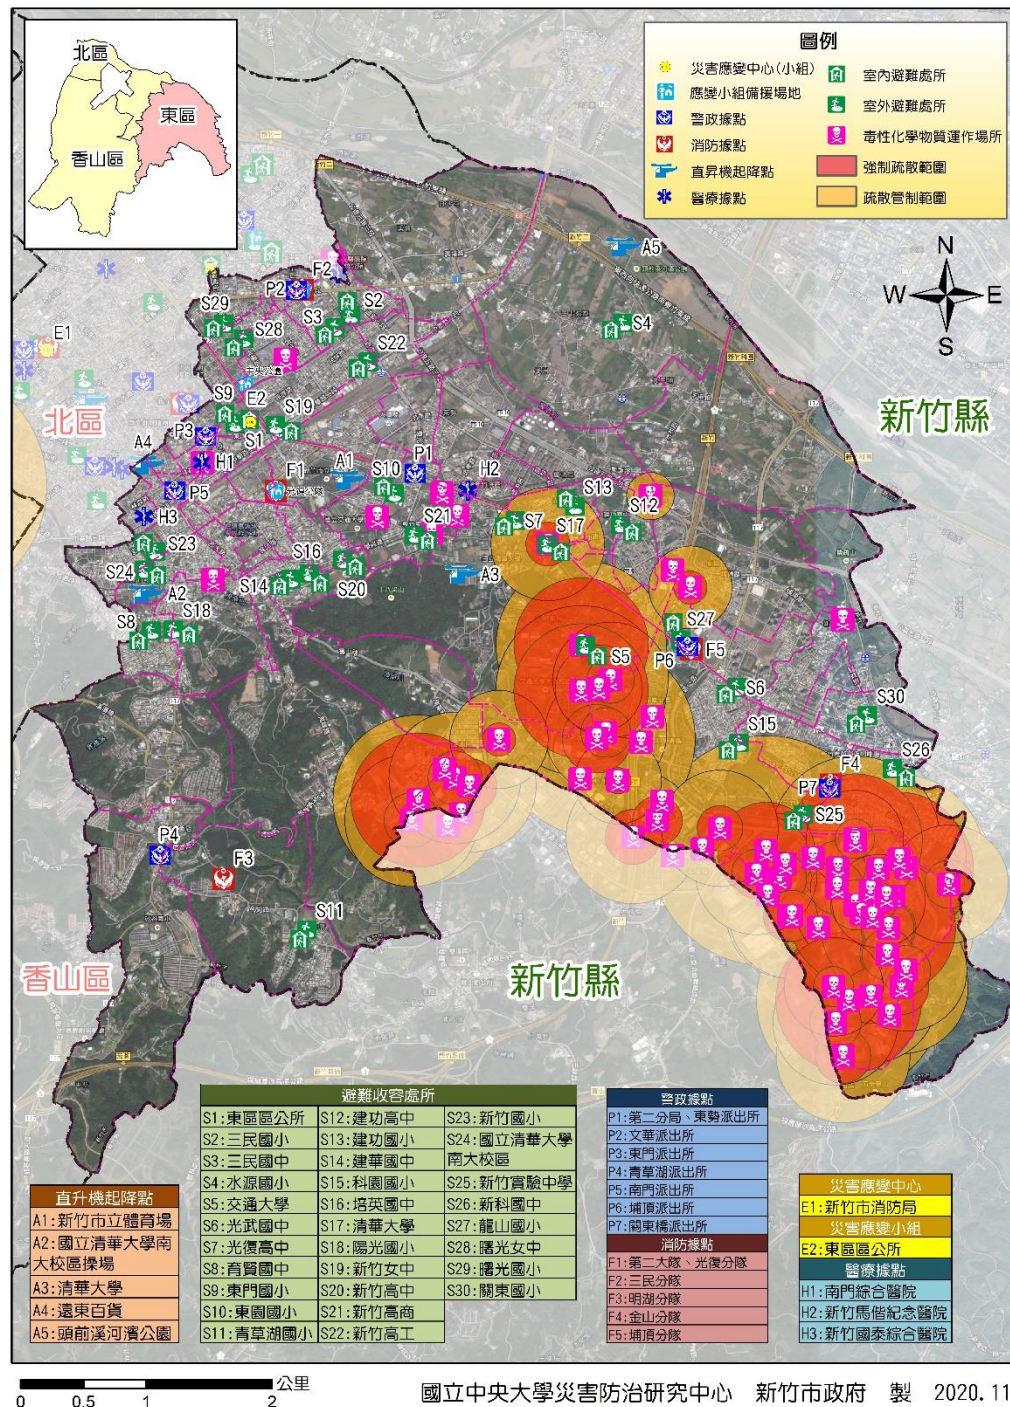 北區
東區
香山區
圖例
災害應變中心(小組)
應變小組備援場地
警政據點
消防據點
直昇機起降點
醫療據點
室內避難處所
室外避難處所
毒性化學物質運作場所
強制疏散範圍
疏散管制範圍
N
W E
S
A5
F2
P2
S2
S3
S29
S28
S4
E1
S22
E2
S9
S19
S1
北區
新竹縣
P3
A4
H1
F1
A1
S10
P1
H2
P5
H3
S13
S12
S21
S7
S17
S23
S16
A3
S24
S14
S20
A2
S18
S8
S27
S5
P6
F5
S6
S30
S15
S26
F4
P7
S25
P4
F3
S11
香山區
新竹縣
直升機起降點
A1:新竹市立體育場
A2:國立清華大學南
大校區操場
A3:清華大學
A4:遠東百貨
A5:頭前溪河濱公園
避難收容處所
S1:東區區公所
S2:三民國小
S3:三民國中
S4:水源國小
S5:交通大學
S6:光武國中
S7:光復高中
S8:育賢國中
S9:東門國小
S10:東園國小
S11:青草湖國小
S12:建功高中
S13:建功國小
S14:建華國中
S15:科園國小
S16:培英國中
S17:清華大學
S18:陽光國小
S19:新竹女中
S20:新竹高中
S21:新竹高商
S22:新竹高工
S23:新竹國小
S24:國立清華大學
南大校區
S25:新竹實驗中學
S26:新科國中
S27:龍山國小
S28:曙光女中
S29:曙光國小
S30:關東國小
警政據點
P1:第二分局、東勢派出所
P2:文華派出所
P3:東門派出所
P4:青草湖派出所
P5:南門派出所
P6:埔頂派出所
P7:關東橋派出所
消防據點
F1:第二大隊、光復分隊
F2:三民分隊
F3:明湖分隊
F4:金山分隊
F5:埔頂分隊
災害應變中心
E1:新竹市消防局
災害應變小組
E2:東區區公所
醫療據點
H1:南門綜合醫院
H2:新竹馬偕紀念醫院
H3:新竹國泰綜合醫院
公里
0 0.5 1 2
國立中央大學災害防治研究中心 新竹市政府 製 2020.11